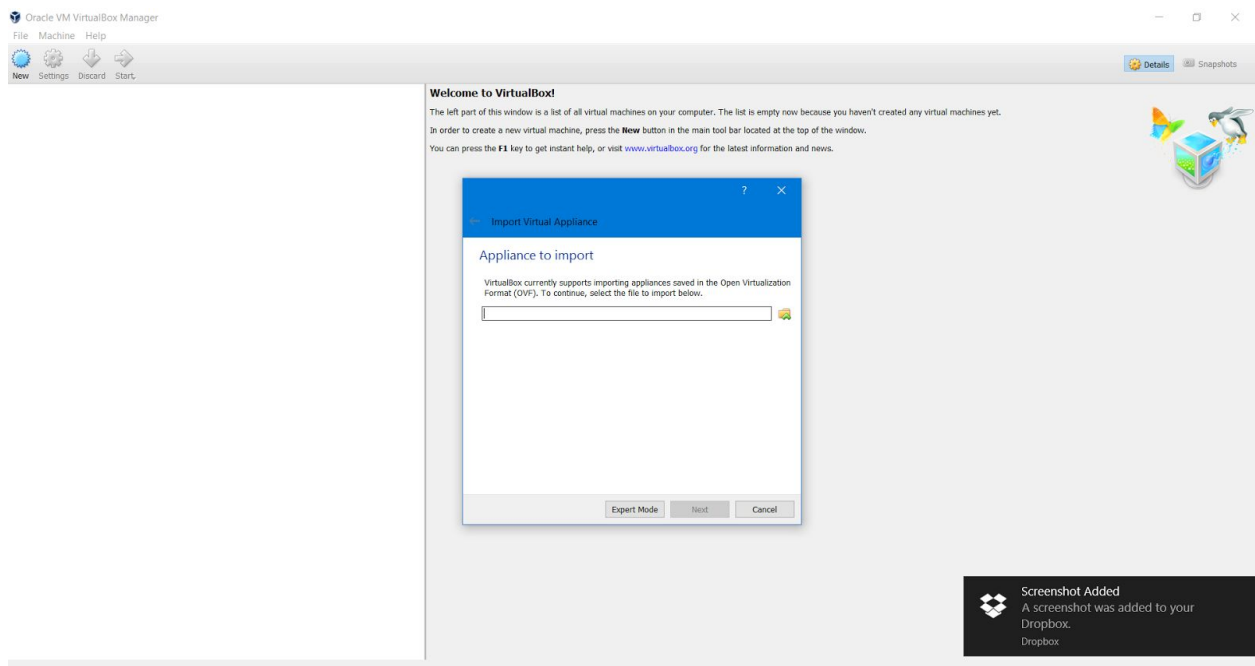 Oracle VM VirtualBox Manager
File Machine Help
New Settings Discard Start
Details Snapshots
Welcome to VirtualBox!
The left part of this window is a list of all virtual machines on your computer. The list is empty now because you haven't created any virtual machines yet.
In order to create a new virtual machine, press the New button in the main tool bar located at the top of the window.
You can press the F1 key to get instant help, or visit www.virtualbox.org for the latest information and news.
?
Import Virtual Appliance
Appliance to import
VirtualBox currently supports importing appliances saved in the Open Virtualization
Format (OVF). To continue, select the file to import below.
Expert Mode Next Cancel
Screenshot Added
A screenshot was added to your
Dropbox.
Dropbox